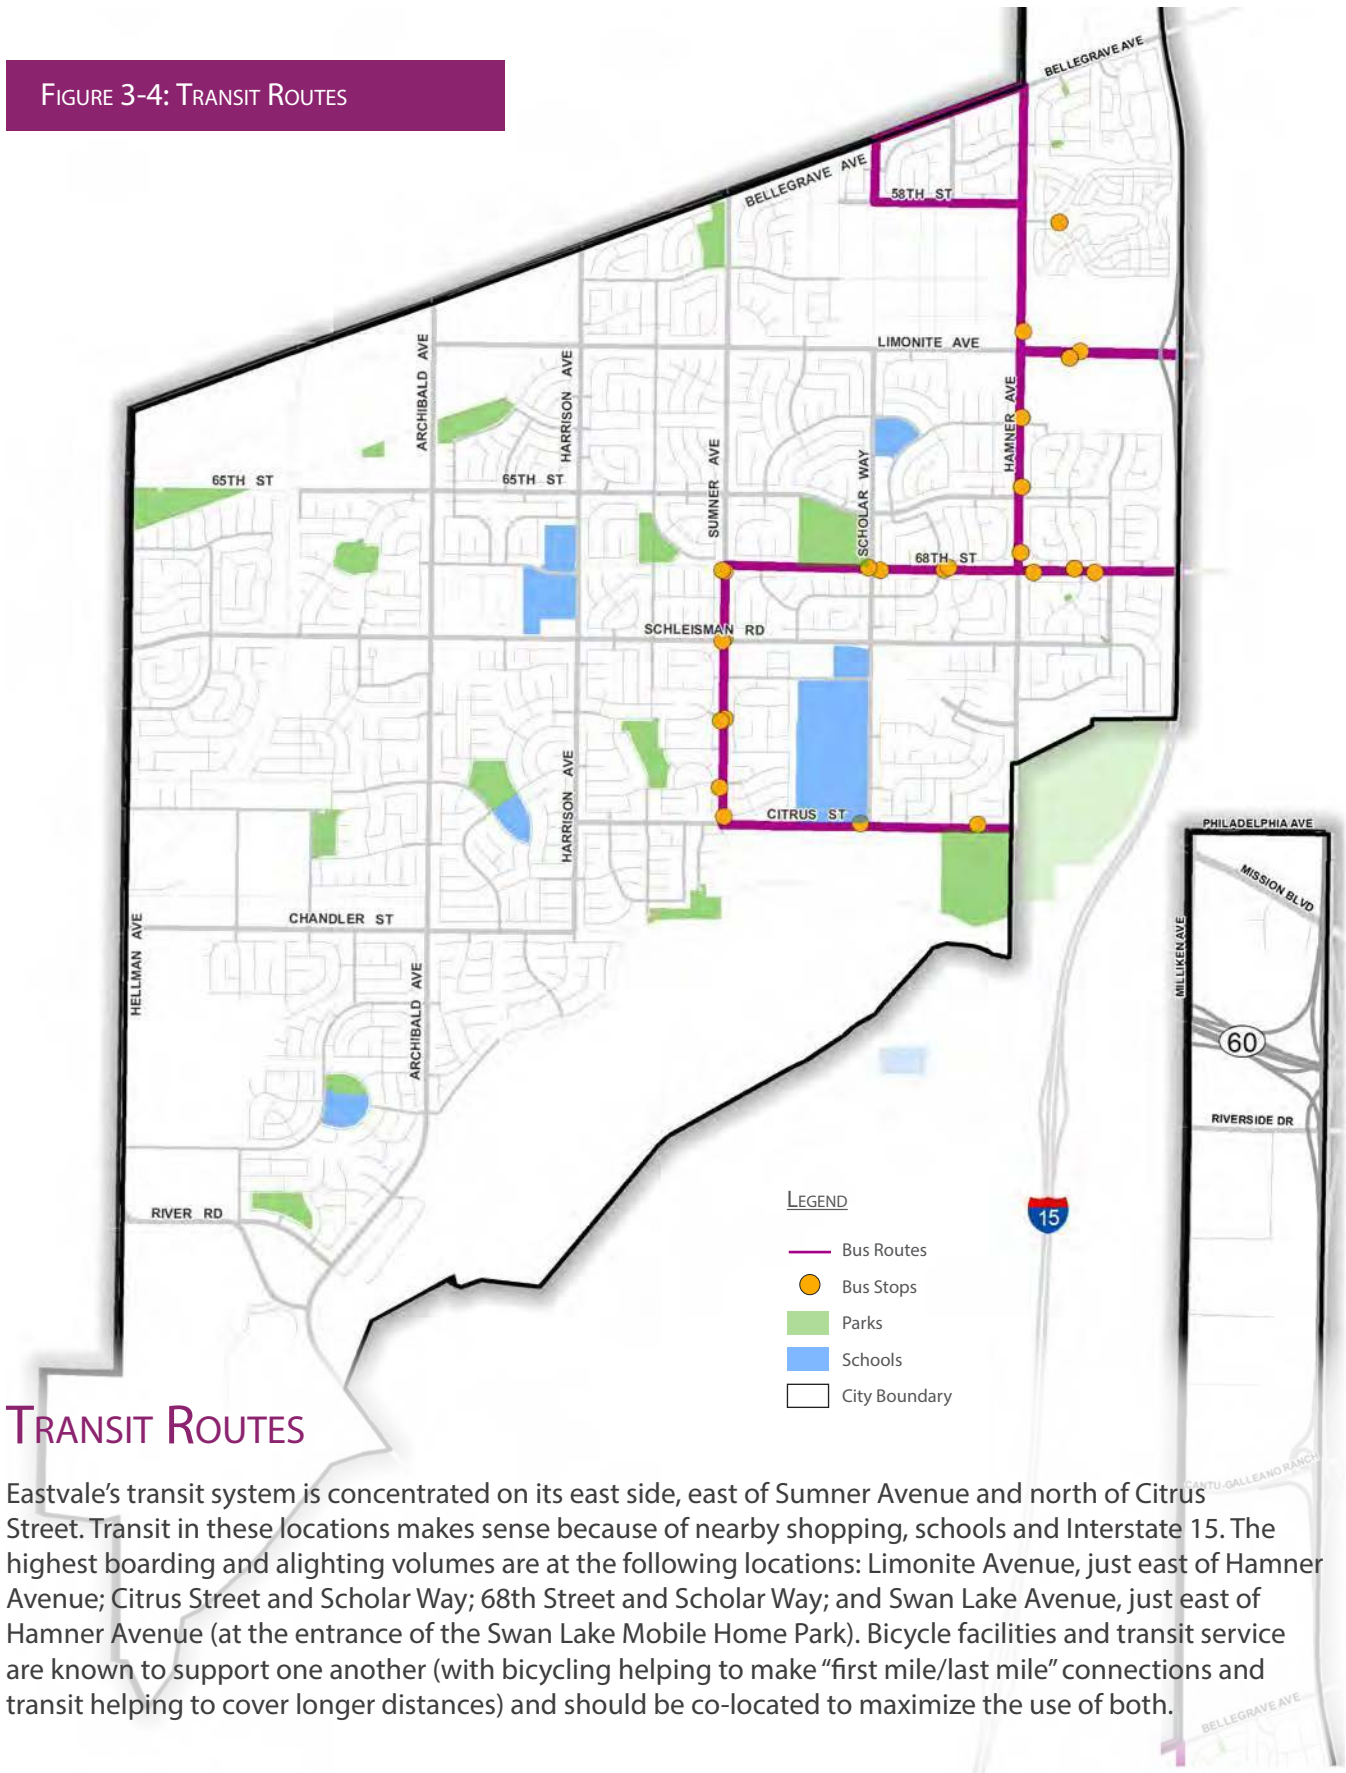 FIGURE 3-4: TRANSIT ROUTES
BELLEGRAVE AVE
BELLEGRAVE AVE
58TH ST
LIMONITE AVE
ARCHIBALD AVE
HARRISON AVE
HAMNER AVE
SUMNER AVE
SCHOLAR WAY
65TH ST
65TH ST
68TH ST
SCHLEISMAN RD
HARRISON AVE
CITRUS ST
PHILADELPHIA AVE
MISSION BLVD
MILLIKEN AVE
CHANDLER ST
HELLMAN AVE
ARCHIBALD AVE
60
RIVERSIDE DR
RIVER RD
15
LEGEND
Bus Routes
Bus Stops
Parks
Schools
City Boundary
CANTU-GALLEANO RANCH
TRANSIT ROUTES
Eastvale’s transit system is concentrated on its east side, east of Sumner Avenue and north of Citrus
Street. Transit in these locations makes sense because of nearby shopping, schools and Interstate 15. The
highest boarding and alighting volumes are at the following locations: Limonite Avenue, just east of Hamner
Avenue; Citrus Street and Scholar Way; 68th Street and Scholar Way; and Swan Lake Avenue, just east of
Hamner Avenue (at the entrance of the Swan Lake Mobile Home Park). Bicycle facilities and transit service
are known to support one another (with bicycling helping to make “first mile/last mile” connections and
transit helping to cover longer distances) and should be co-located to maximize the use of both.
BELLEGRAVE AVE